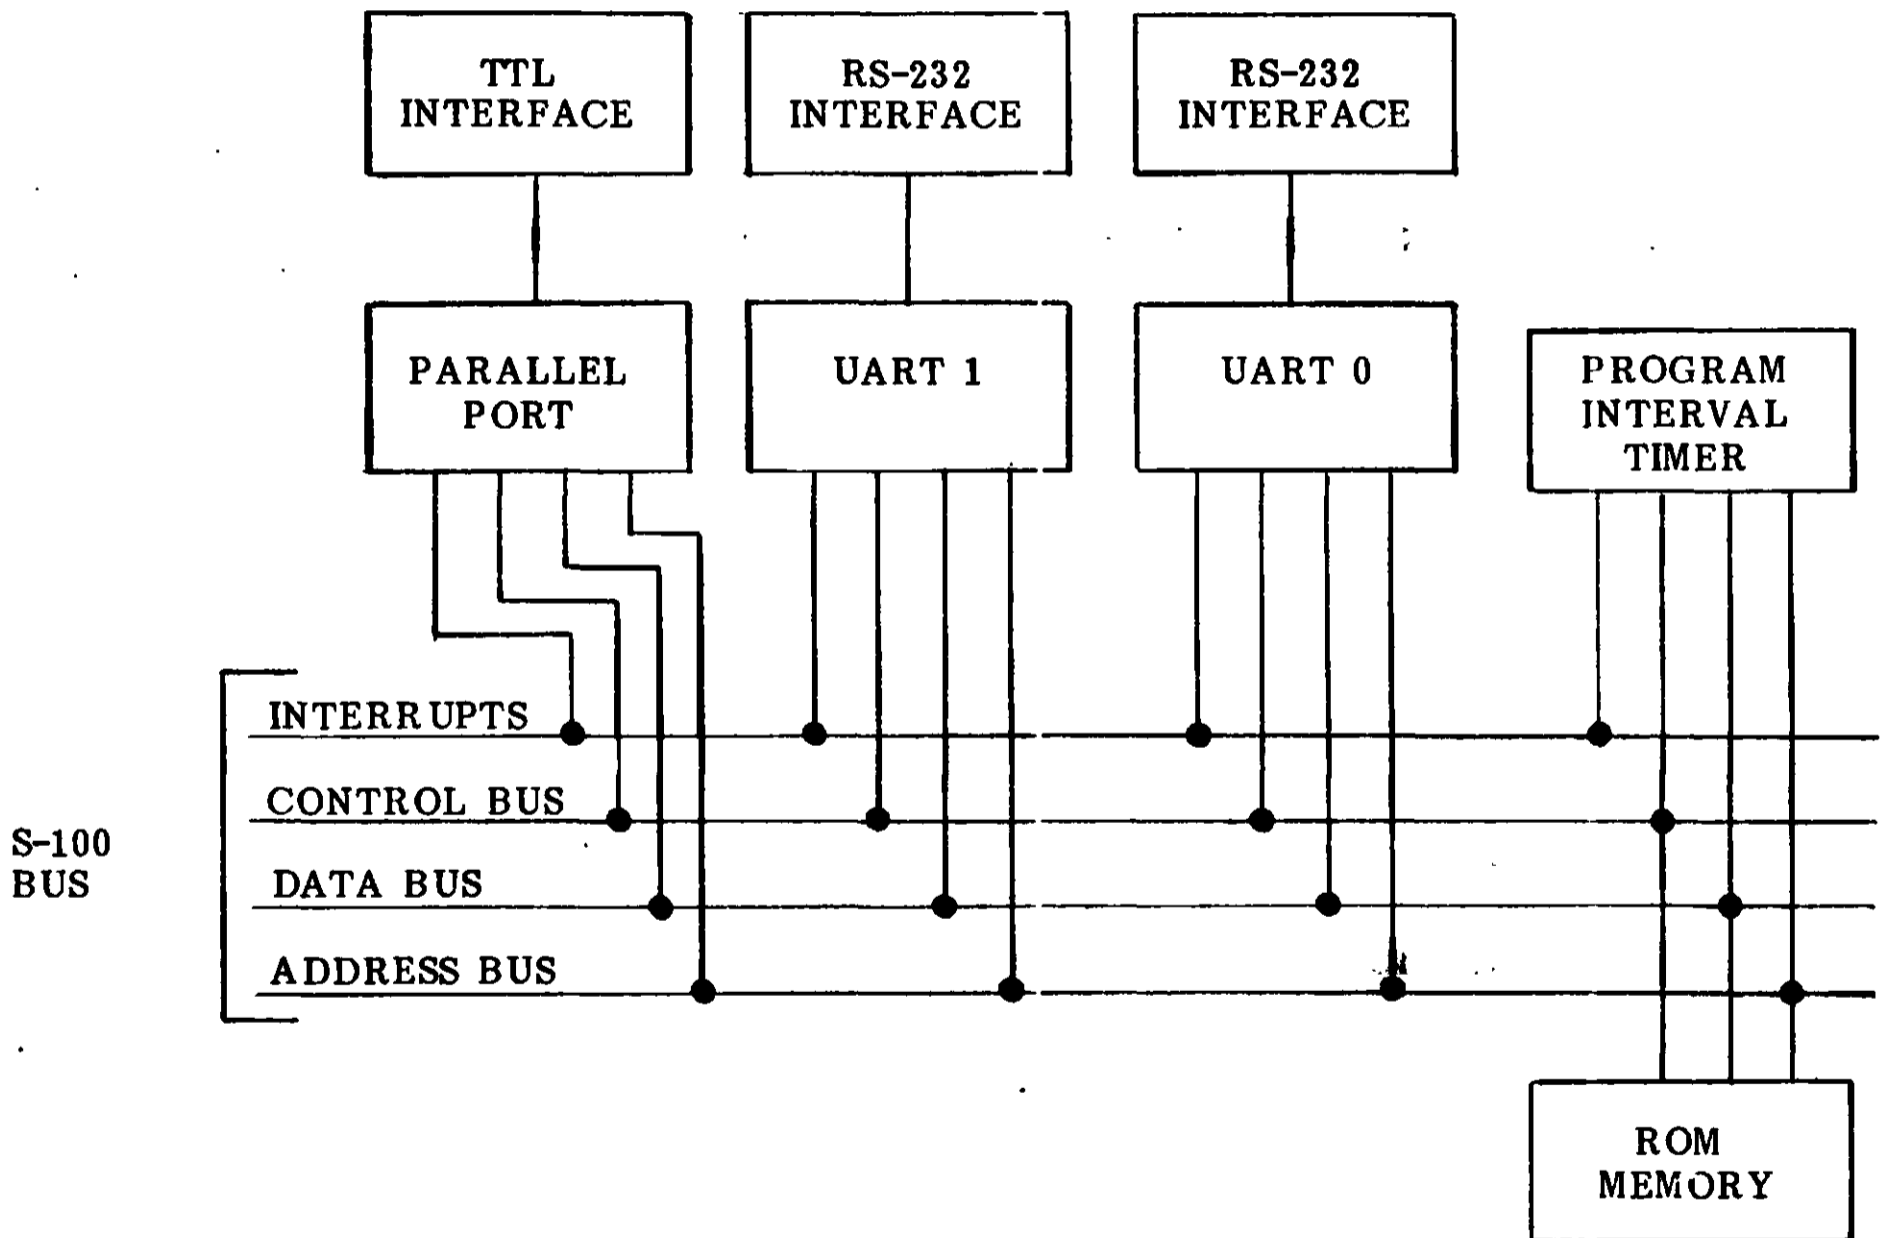 TTL
INTERFACE
RS-232
INTERFACE
RS-232
INTERFACE
PARALLEL
PORT
UART 1
UART 0
PROGRAM
INTERVAL
TIMER
INTERRUPTS
CONTROL BUS
S-100
BUS
DATA BUS
ADDRESS BUS
ROM
MEMORY